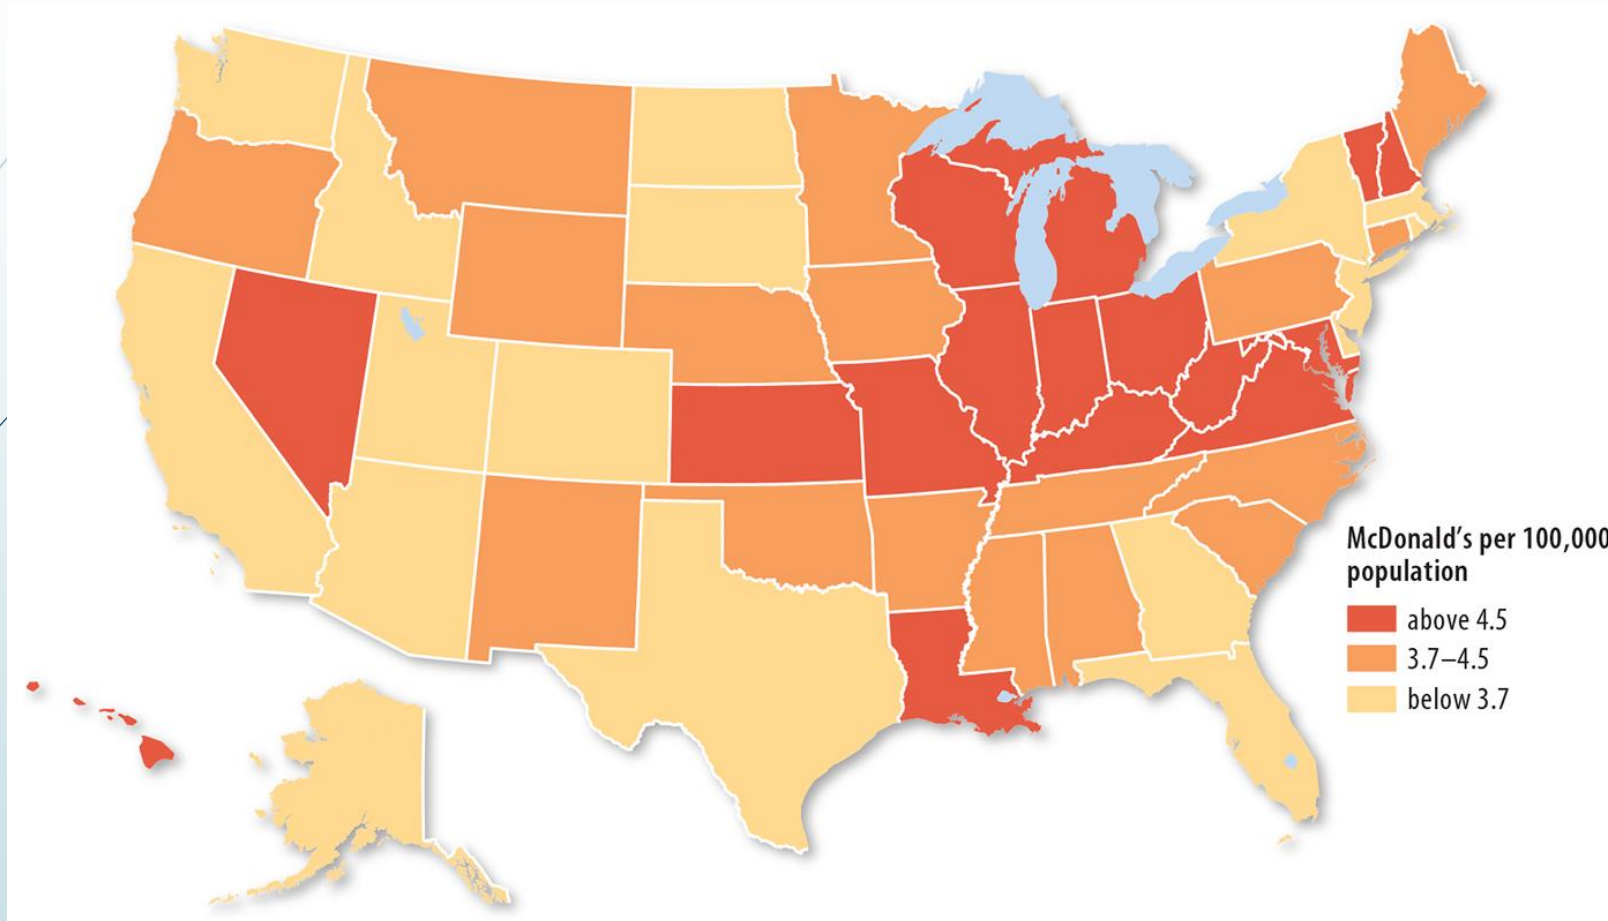 McDonald’s per 100,000
population
above 4.5
3.7–4.5
below 3.7